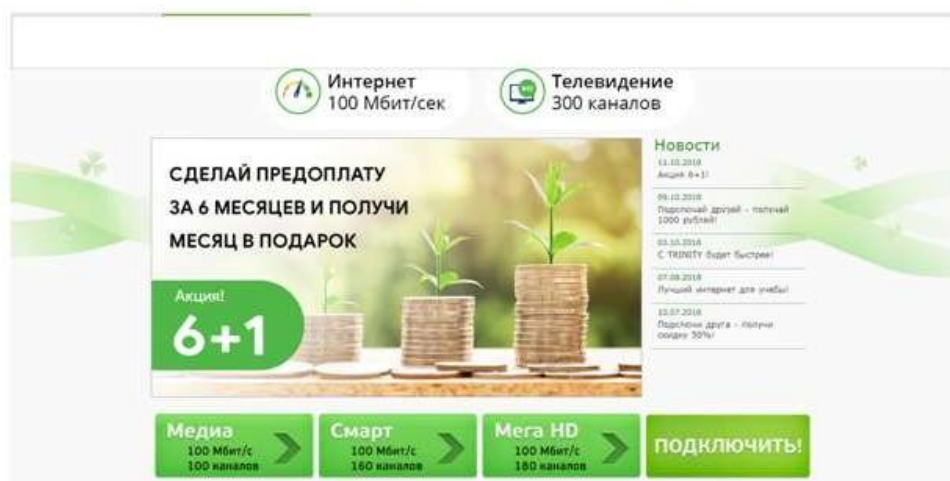 Интернет
100 Мбит/сек
Телевидение
300 каналов
СДЕЛАЙ ПРЕДОПЛАТУ
ЗА 6 МЕСЯЦЕВ И ПОЛУЧИ
МЕСЯЦ В ПОДАРОК
Акция!
6+1
Новости
11.10.2018
Акция 6+1!
09.10.2018
Подключай друзей - получай
1000 рублей!
03.10.2018
С TRINITY будет быстрее!
07.08.2018
Лучший интернет для учебы!
10.07.2018
Подключи друга - получи
скидку 50%!
Медиа
100 Мбит/с
100 каналов
Смарт
100 Мбит/с
160 каналов
Мега HD
100 Мбит/с
180 каналов
ПОДКЛЮЧИТЬ!